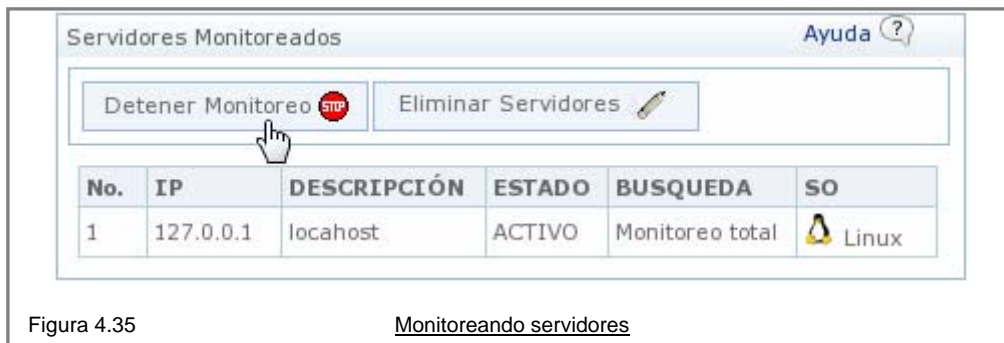 Servidores Monitoreados Ayuda ?
Detener Monitoreo STOP Eliminar Servidores
No. IP DESCRIPCIÓN ESTADO BUSQUEDA SO
1 127.0.0.1 locahost ACTIVO Monitoreo total Linux
Figura 4.35 Monitoreando servidores